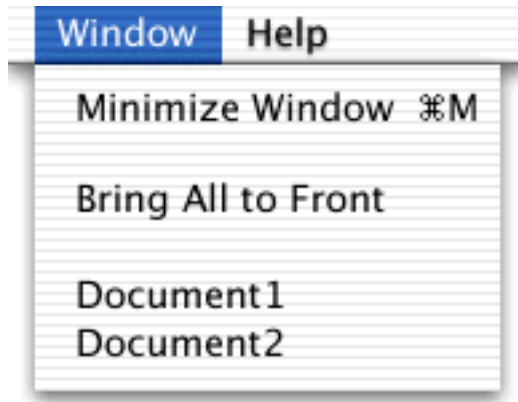 Window Help
Minimize Window ⌘M
Bring All to Front
Document1
Document2